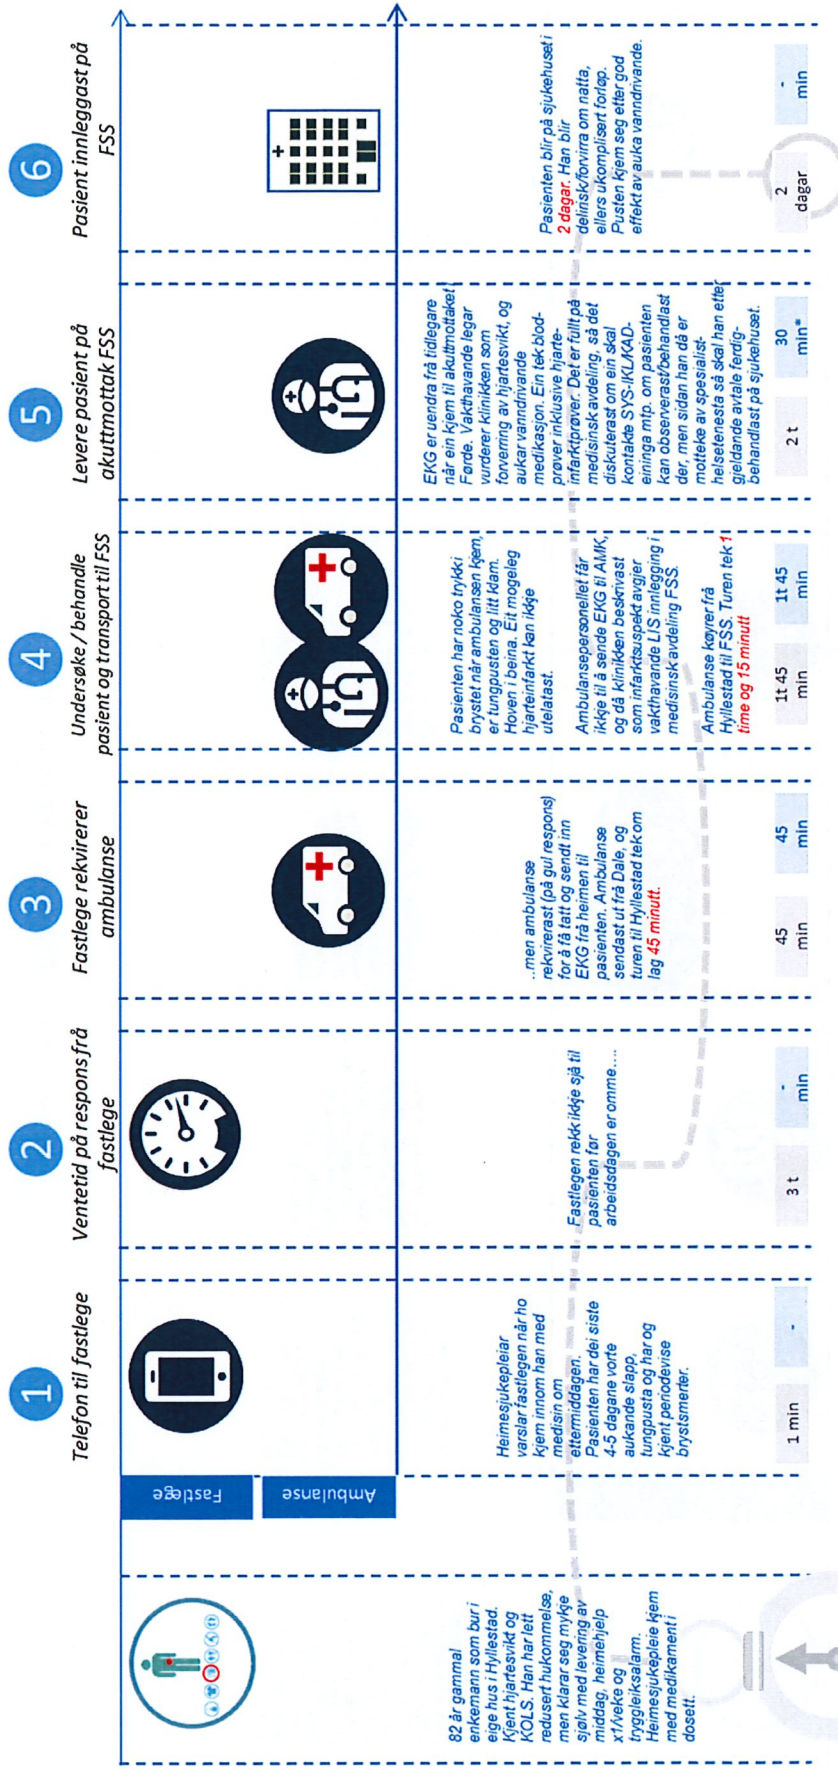 82 år gammal
enkemann som bur i
eige hus i Hyllestad.
Kjent hjartesvikt og
KOLS. Han har lett
redusert hukommelse,
men klarar seg mykje
sjølv med levering av
middag, heimehjelp
x1/veke og
tryggleiksalarm.
Heimesjukepleie kjem
med medikament i
dosett.
Fastlege
Ambulanse
1
Telefon til fastlege
Heimesjukepleiar
varslar fastlegen når ho
kjem innom han med
medisin om
ettermiddagen.
Pasienten har dei siste
4-5 dagane vorte
aukande slapp,
tungpusta og har og
kjent periodevise
brystsmerter.
1 min
-
2
Ventetid på respons frå
fastlege
Fastlegen rekk ikkje sjå til
pasienten før
arbeidsdagen er omme….
3 t
-
min
3
Fastlege rekvirerer
ambulanse
…men ambulanse
rekvirerast (på gul respons)
for å få tatt og sendt inn
EKG frå heimen til
pasienten. Ambulanse
sendast ut frå Dale, og
turen til Hyllestad tek om
lag 45 minutt.
45
min
45
min
4
Undersøke / behandle
pasient og transport til FSS
Pasienten har noko trykk i
brystet når ambulansen kjem,
er tungpusten og litt klam.
Hoven i beina. Eit mogeleg
hjarteinfarkt kan ikkje
utelatast.
Ambulansepersonellet får
ikkje til å sende EKG til AMK,
og då klinikken beskrivast
som infarktsuspekt avgjer
vakthavande LIS innlegging i
medisinsk avdeling FSS.
Ambulanse køyrer frå
Hyllestad til FSS. Turen tek 1
time og 15 minutt
1t 45
min
1t 45
min
5
Levere pasient på
akuttmottak FSS
EKG er uendra frå tidlegare
når ein kjem til akuttmottaket i
Førde. Vakthavande legar
vurderer klinikken som
forverring av hjartesvikt, og
aukar vanndrivande
medikasjon. Ein tek blod-
prøver inklusive hjarte-
infarktprøver. Det er fullt på
medisinsk avdeling, så det
diskuterast om ein skal
kontakte SYS-IKL/KAD-
eininga mtp. om pasienten
kan observerast/behandlast
der, men sidan han då er
motteke av spesialist-
helsetenesta så skal han etter
gjeldande avtale ferdig-
behandlast på sjukehuset.
2 t
30
min*
6
Pasient innleggast på
FSS
Pasienten blir på sjukehuset i
2 dagar. Han blir
delirisk/forvirra om natta,
ellers ukomplisert forløp.
Pusten kjem seg etter god
effekt av auka vanndrivande.
2
dagar
-
min